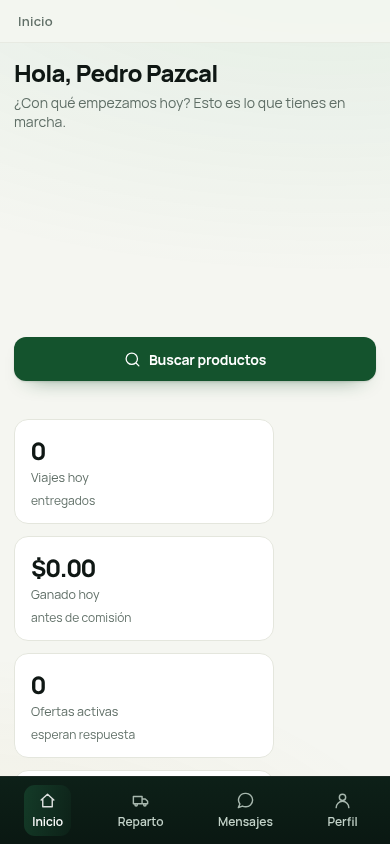 Inicio
Hola, Pedro Pazcal
¿Con qué empezamos hoy? Esto es lo que tienes en
marcha.
Buscar productos
0
Viajes hoy
entregados
$0.00
Ganado hoy
antes de comisión
0
Ofertas activas
esperan respuesta
Inicio
Reparto
Mensajes
Perfil